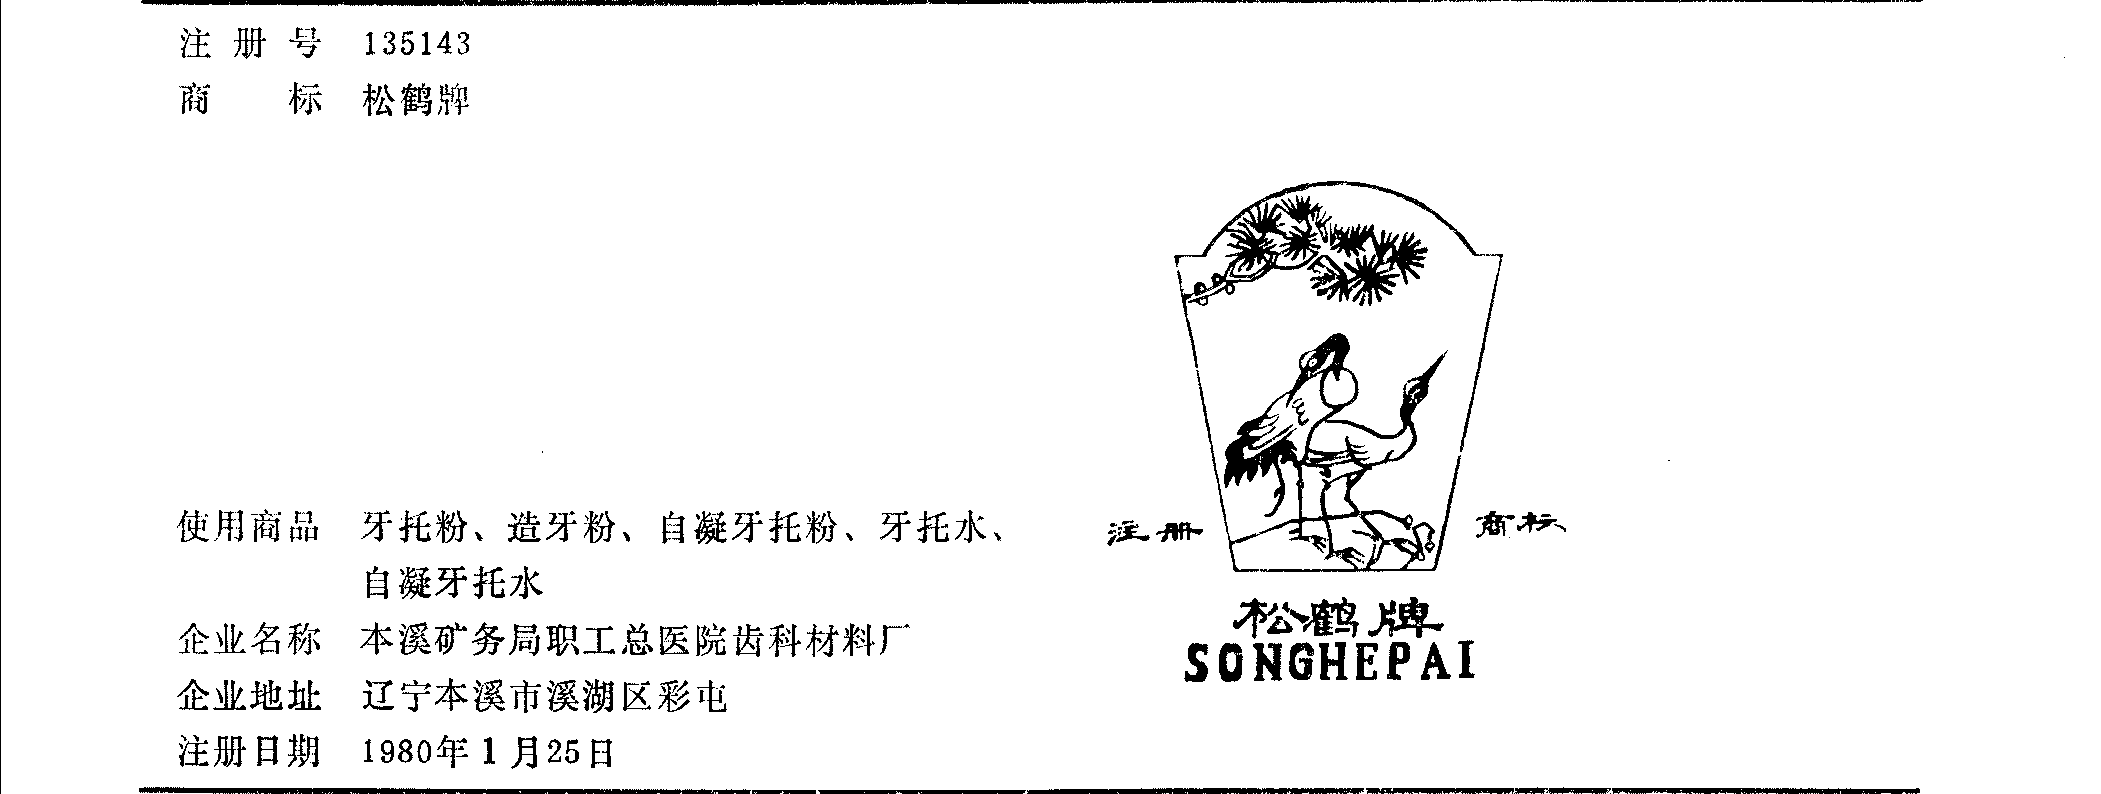 注册号 135143
商标 松鹤牌
使用商品 牙托粉、造牙粉、自凝牙托粉、牙托水、
自凝牙托水
企业名称 本溪矿务局职工总医院齿科材料厂
企业地址 辽宁本溪市溪湖区彩屯
注册日期 1980年1月25日
注册 商标
松鹤牌
SONGHEPAI